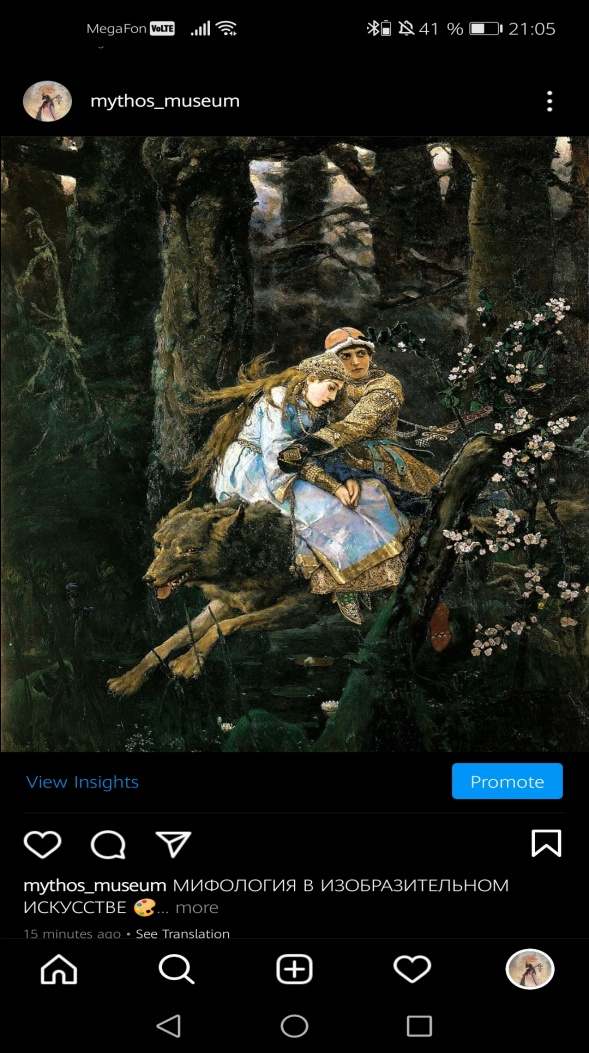 MegaFon VoLTE 41 % 21:05
mythos_museum
View Insights Promote
mythos_museum МИФОЛОГИЯ В ИЗОБРАЗИТЕЛЬНОМ
ИСКУССТВЕ 🎨... more
15 minutes ago • See Translation